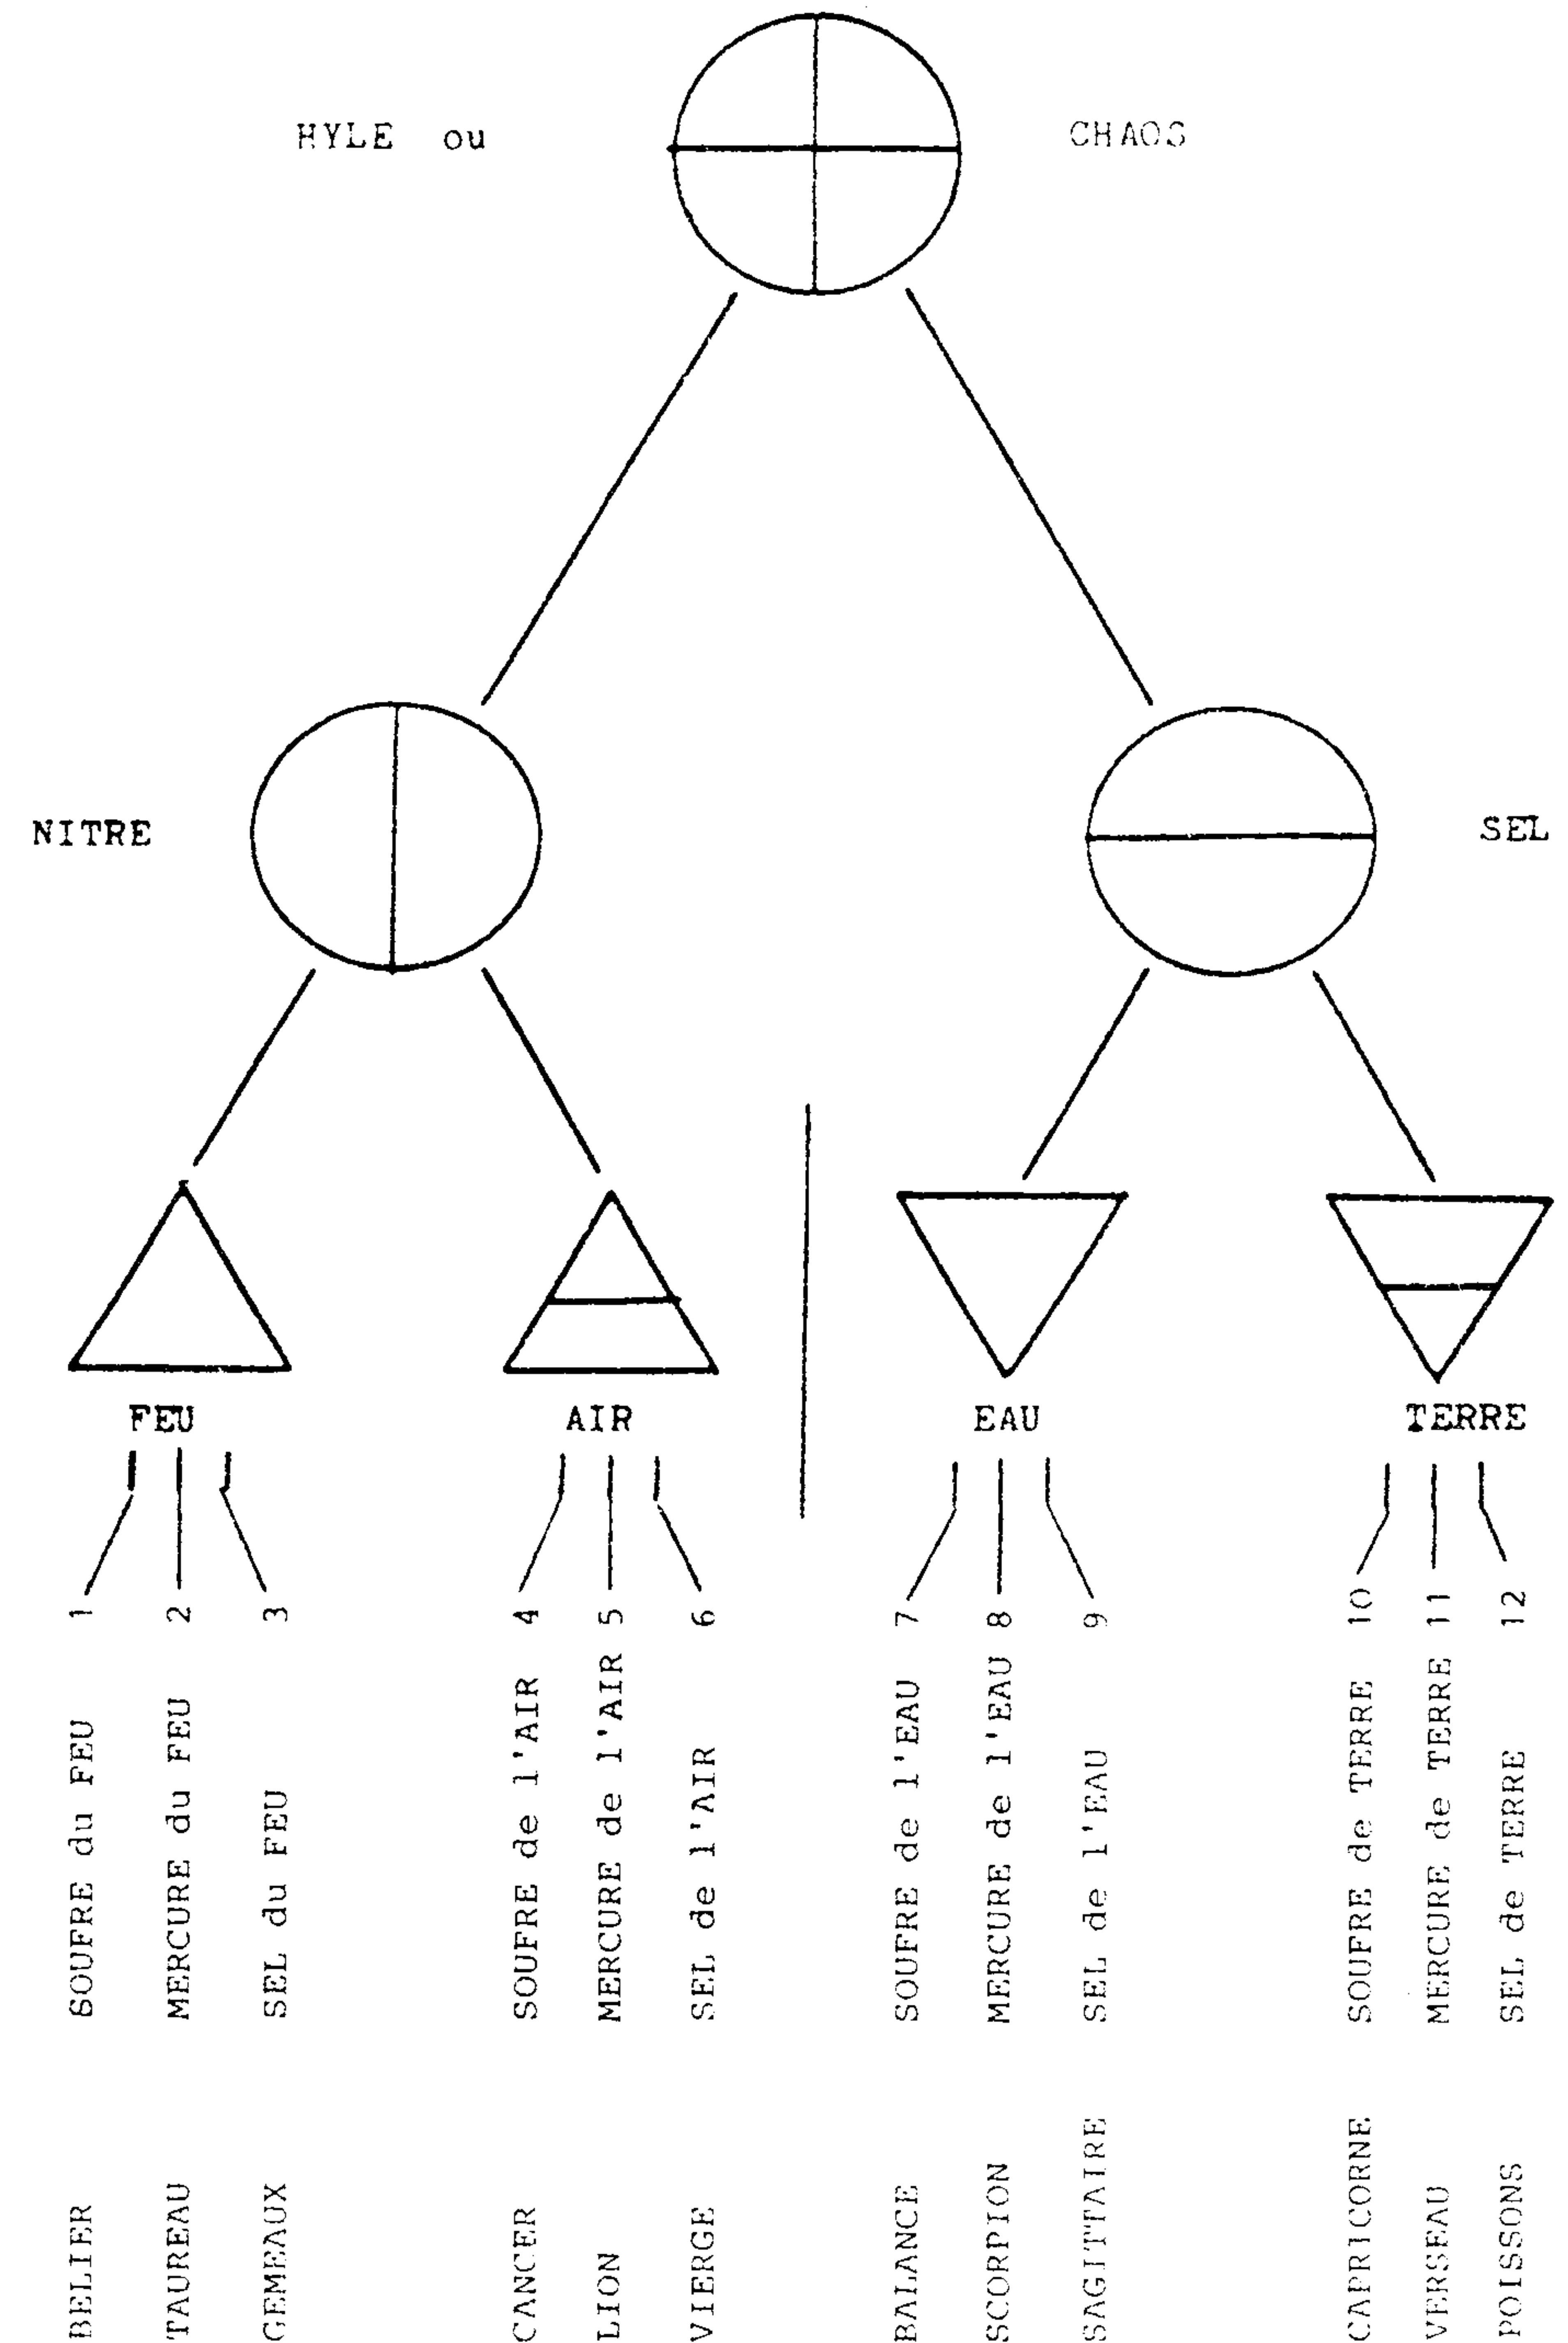 HYLE ou CHAOS
NITRE SEL
FEU AIR EAU TERRE
1
2
3
4
5
6
7
8
9
10
11
12
SOUFRE du FEU
MERCURE du FEU
SEL du FEU
SOUFRE de l'AIR
MERCURE de l'AIR
SEL de l'AIR
SOUFRE de l'EAU
MERCURE de l'EAU
SEL de l'EAU
SOUFRE de TERRE
MERCURE de TERRE
SEL de TERRE
BELIER
TAUREAU
GEMEAUX
CANCER
LION
VIERGE
BALANCE
SCORPION
SAGITTAIRE
CAPRICORNE
VERSEAU
POISSONS